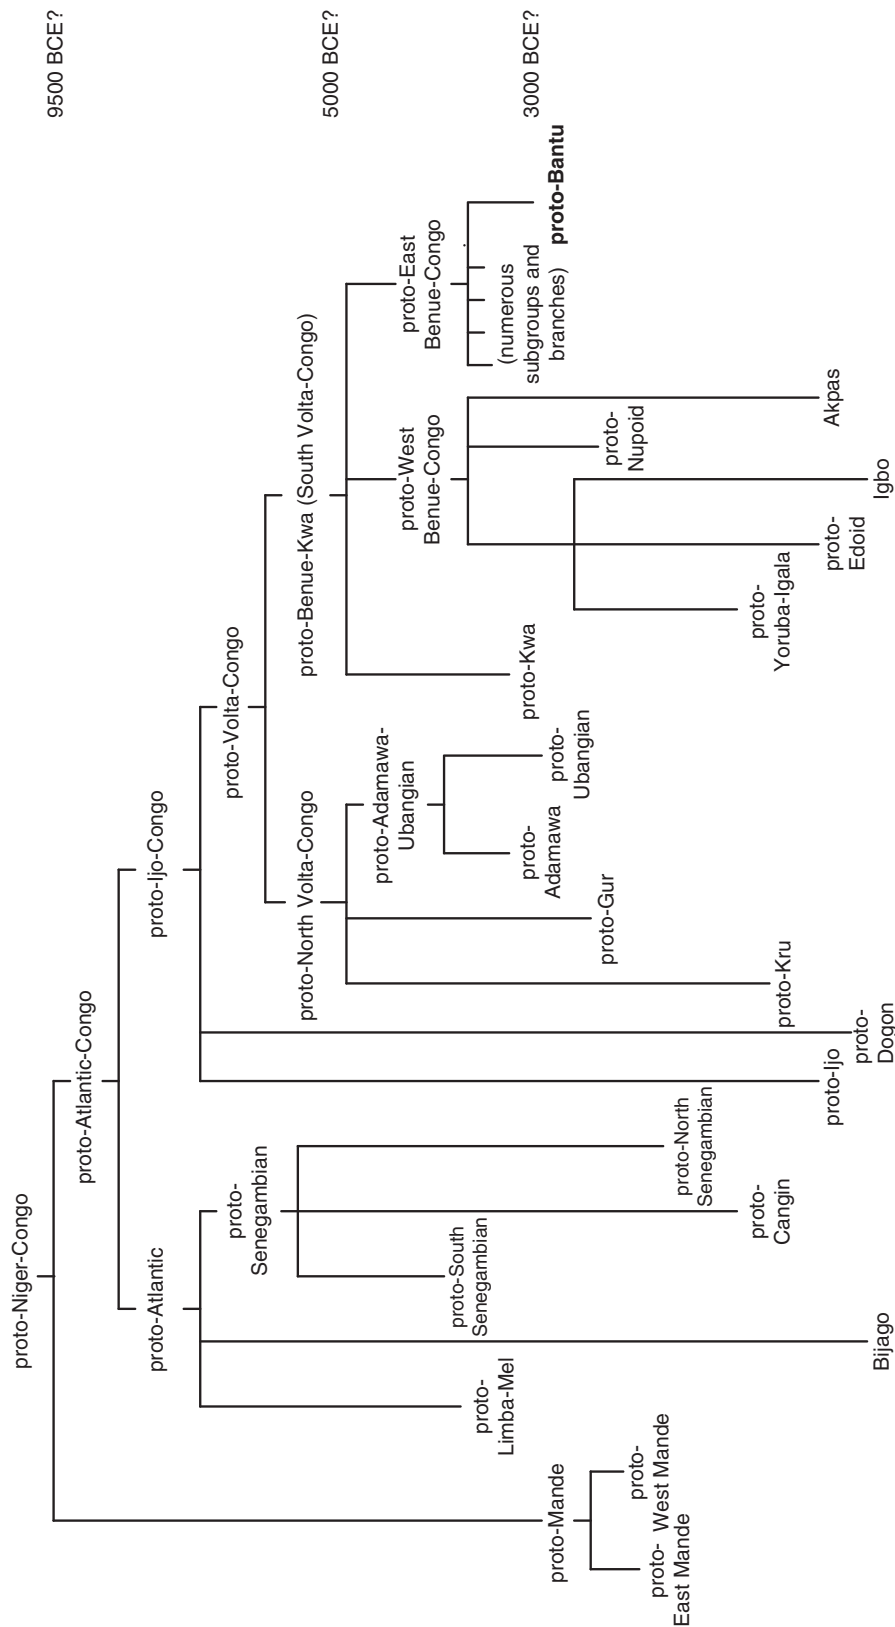 proto-Niger-Congo
9500 BCE?
proto-Atlantic-Congo
proto-Atlantic
proto-Ijo-Congo
proto-
Senegambian
proto-Volta-Congo
proto-North Volta-Congo
proto-Benue-Kwa (South Volta-Congo)
5000 BCE?
proto-Adamawa-
Ubangian
proto-West
Benue-Congo
proto-East
Benue-Congo
proto-
Limba-Mel
proto-South
Senegambian
(numerous
subgroups and
branches)
proto-
Adamawa
proto-
Ubangian
proto-Kwa
3000 BCE?
proto-Bantu
proto-Mande
proto-Gur
proto-
Nupoid
proto-
East Mande
proto-
West Mande
proto-North
Senegambian
proto-
Cangin
proto-Kru
proto-
Yoruba-Igala
proto-Ijo
proto-
Edoid
Akpas
Bijago
proto-
Dogon
Igbo